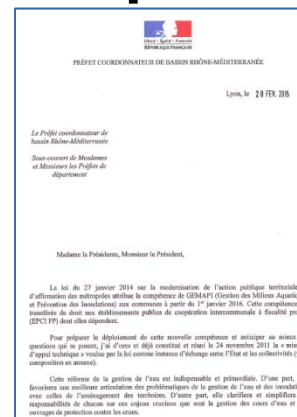 Liberté • Égalité • Fraternité
RÉPUBLIQUE FRANÇAISE
PRÉFET COORDONNATEUR DE BASSIN RHÔNE-MÉDITERRANÉE
Lyon, le 28 FEV. 2015
Le Préfet coordonnateur de
bassin Rhône-Méditerranée
Sous-couvert de Mesdames
et Messieurs les Préfets de
département
Madame la Présidente, Monsieur le Président,
La loi du 27 janvier 2014 sur la modernisation de l'action publique territoriale
d'affirmation des métropoles attribue la compétence de GEMAPI (Gestion des Milieux Aquatiq
et Prévention des Inondations) aux communes à partir du 1er janvier 2016. Cette compétence
transférée de droit aux établissements publics de coopération intercommunale à fiscalité pro
(EPCI FP) dont elles dépendent.
Pour préparer le déploiement de cette nouvelle compétence et anticiper au mieux
questions qui se posent, j'ai d'ores et déjà constitué et réuni le 24 novembre 2011 la « missi
d'appui technique » voulue par la loi comme instance d'échange entre l'État et les collectivités (
composition en annexe).
Cette réforme de la gestion de l'eau est indispensable et primordiale. D'une part,
favorisera une meilleure articulation des problématiques de la gestion de l'eau et des inondati
avec celles de l'aménagement des territoires. D'autre part, elle clarifiera et simplifiera
responsabilités de chacun sur ces enjeux cruciaux que sont la gestion des cours d'eau et
ouvrages de protection contre les crues.